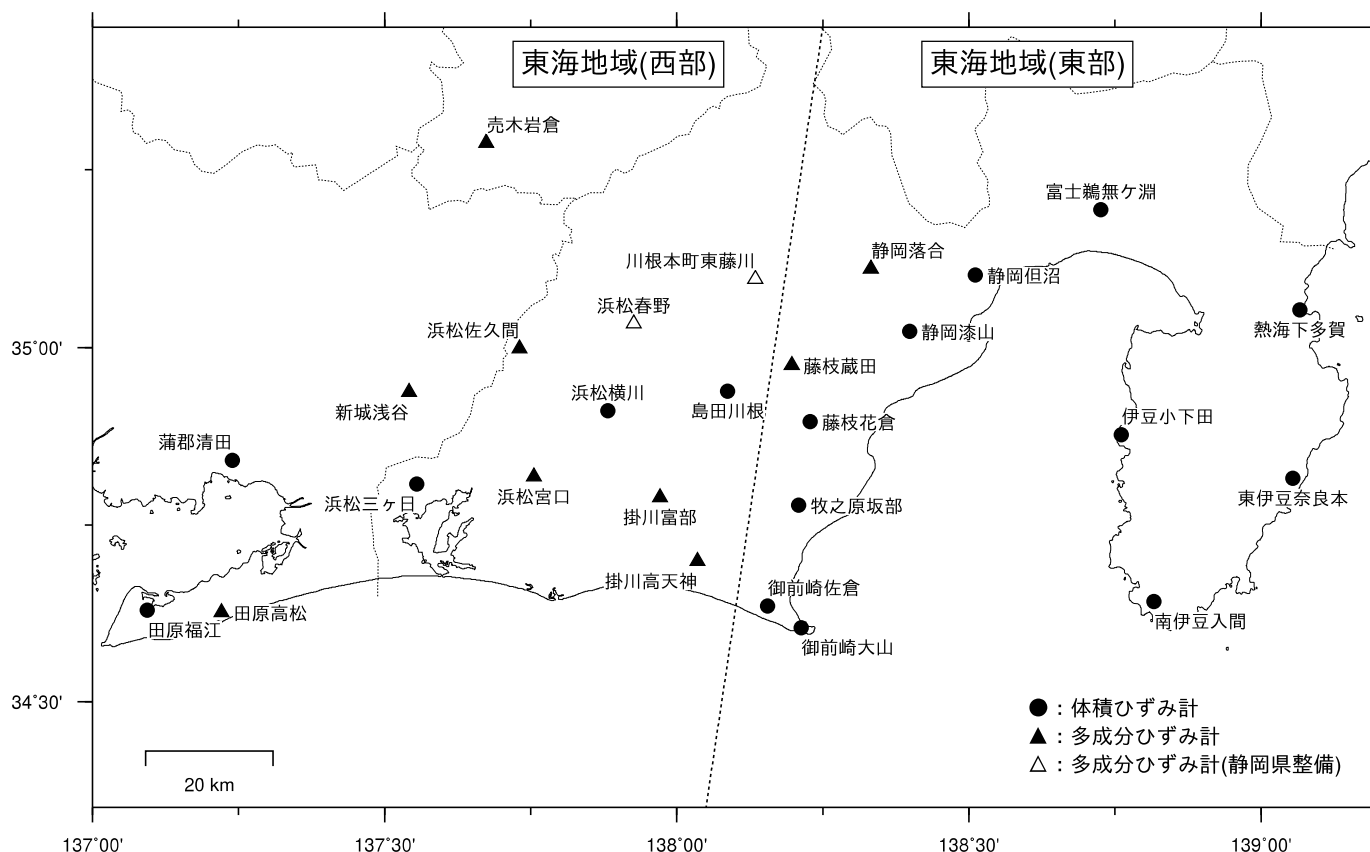 東海地域(西部)
東海地域(東部)
売木岩倉
富士鵜無ケ淵
静岡落合
川根本町東藤川
静岡但沼
浜松春野
熱海下多賀
浜松佐久間
静岡漆山
35°00'
藤枝蔵田
浜松横川
新城浅谷
島田川根
伊豆小下田
藤枝花倉
蒲郡清田
浜松宮口
東伊豆奈良本
浜松三ヶ日
牧之原坂部
掛川富部
掛川高天神
御前崎佐倉
田原高松
田原福江
南伊豆入間
御前崎大山
34°30'
●：体積ひずみ計
▲：多成分ひずみ計
△：多成分ひずみ計(静岡県整備)
20 km
137°00'
137°30'
138°00'
138°30'
139°00'